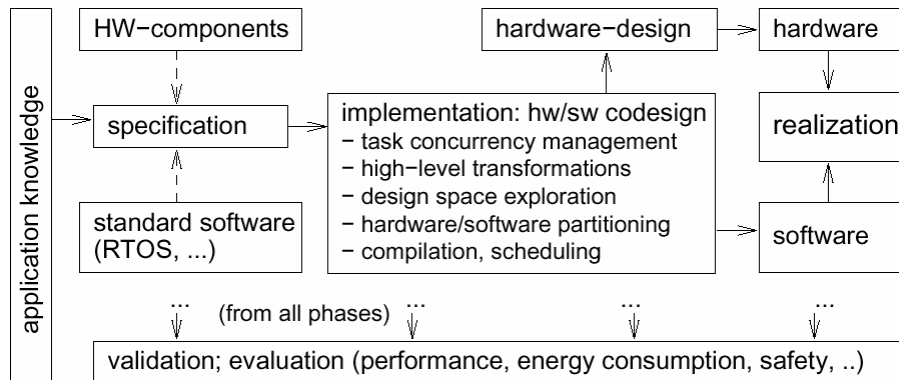 application knowledge
HW−components
hardware−design
hardware
specification
implementation: hw/sw codesign
− task concurrency management
− high−level transformations
− design space exploration
− hardware/software partitioning
− compilation, scheduling
realization
standard software
(RTOS, ...)
software
... (from all phases) ... ... ...
validation; evaluation (performance, energy consumption, safety, ..)